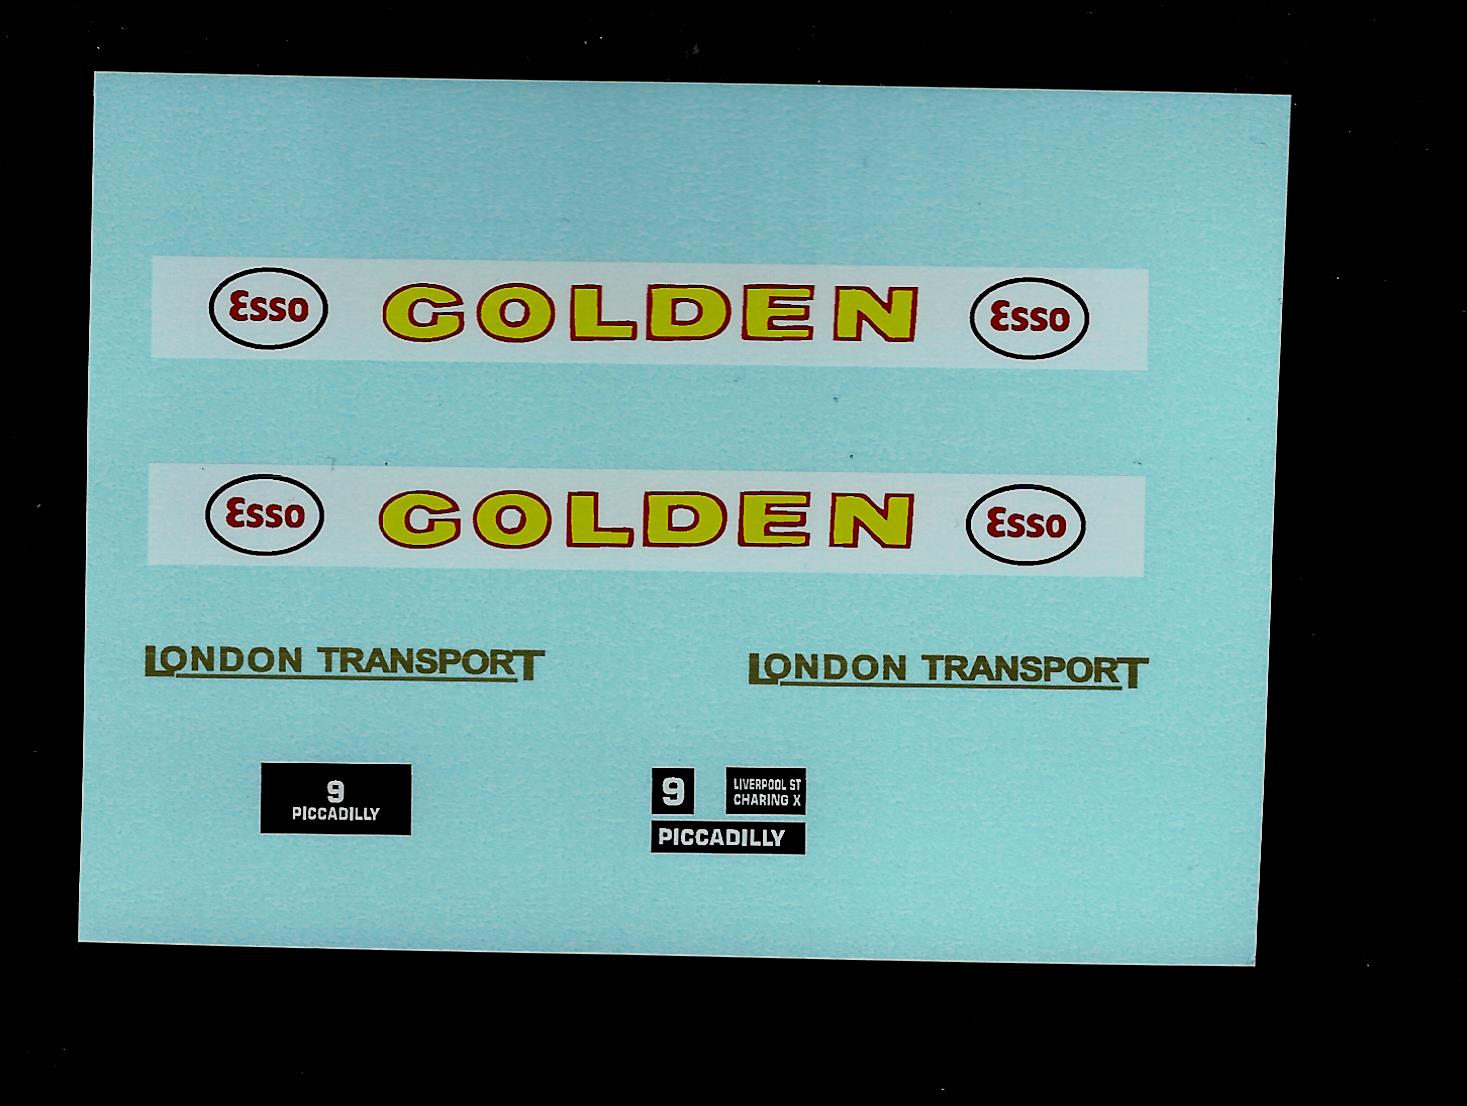 Esso GOLDEN Esso
Esso GOLDEN Esso
LONDON TRANSPORT
LONDON TRANSPORT
9
PICCADILLY
9
LIVERPOOL ST
CHARING X
PICCADILLY